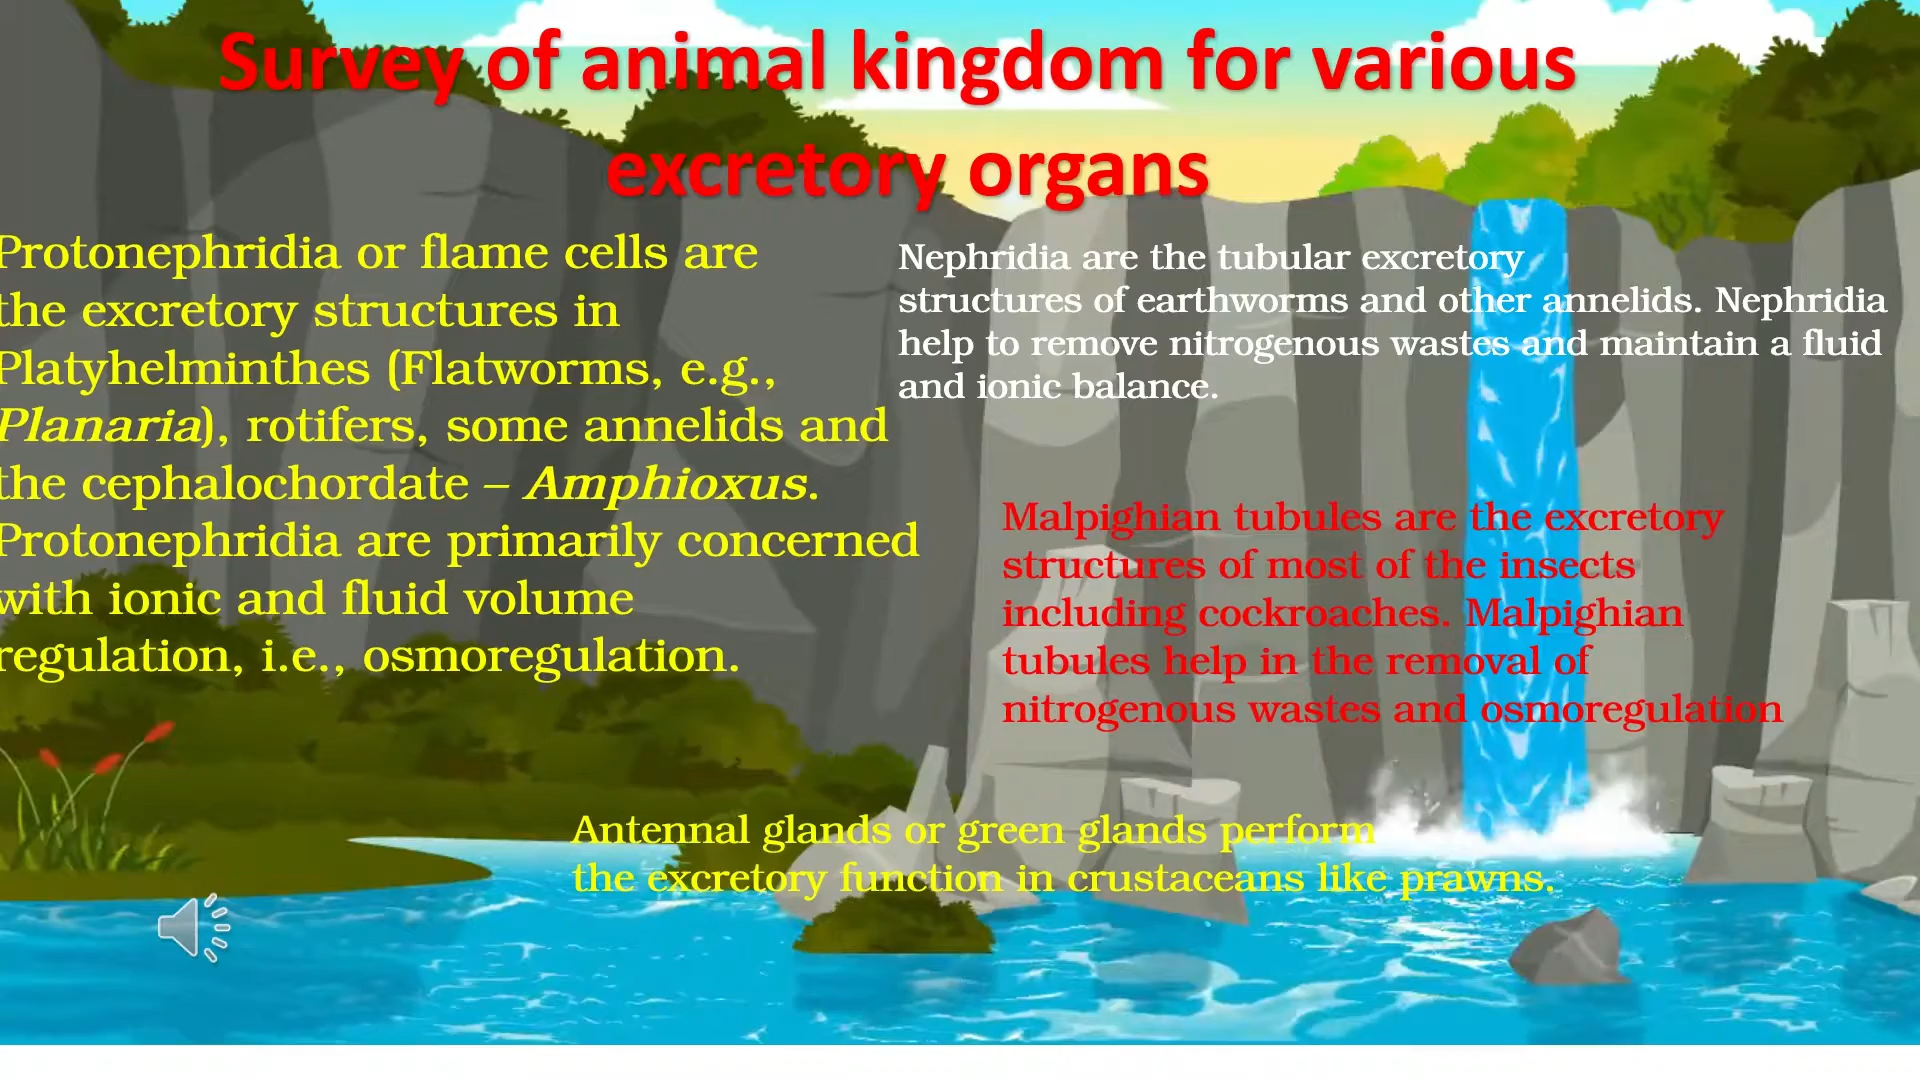 Survey of animal kingdom for various
excretory organs
Protonephridia or flame cells are
the excretory structures in
Platyhelminthes (Flatworms, e.g.,
Planaria), rotifers, some annelids and
the cephalochordate – Amphioxus.
Protonephridia are primarily concerned
with ionic and fluid volume
regulation, i.e., osmoregulation.
Nephridia are the tubular excretory
structures of earthworms and other annelids. Nephridia
help to remove nitrogenous wastes and maintain a fluid
and ionic balance.
Malpighian tubules are the excretory
structures of most of the insects
including cockroaches. Malpighian
tubules help in the removal of
nitrogenous wastes and osmoregulation
Antennal glands or green glands perform
the excretory function in crustaceans like prawns.